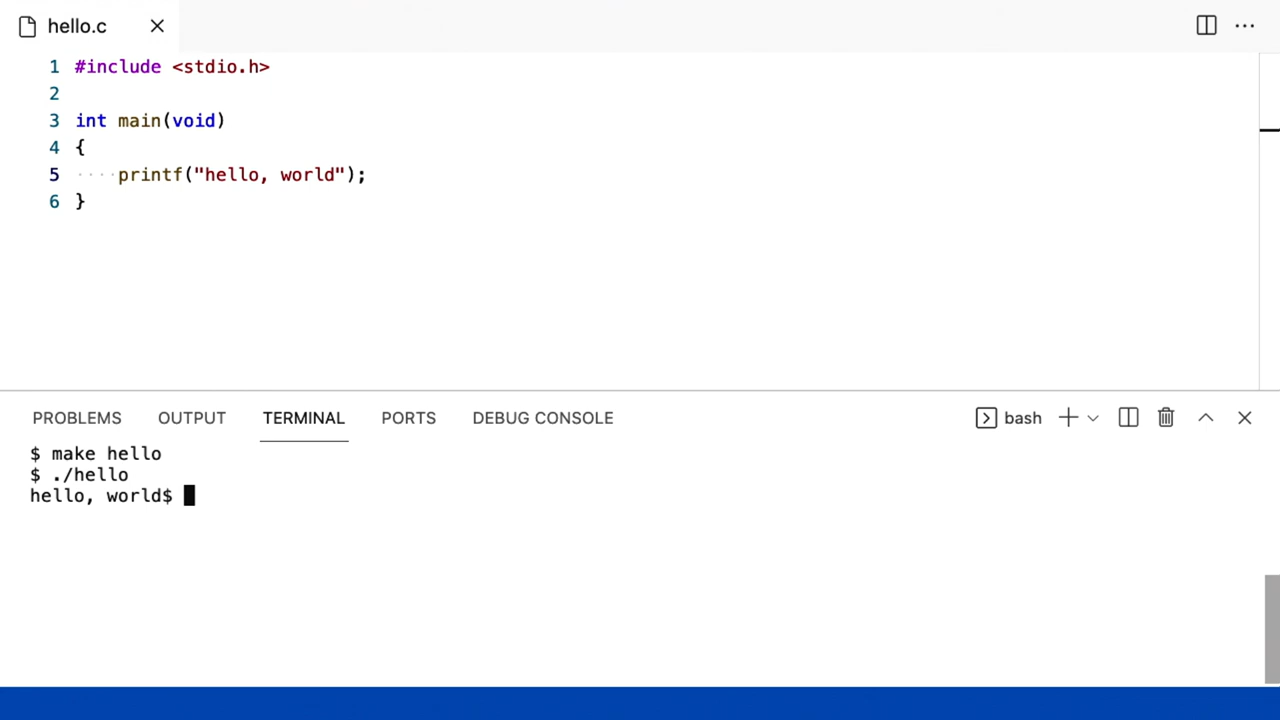 hello.c
1 #include <stdio.h>
2
3 int main(void)
4 {
5 ····printf("hello, world");
6 }
PROBLEMS OUTPUT TERMINAL PORTS DEBUG CONSOLE bash
$ make hello
$ ./hello
hello, world$